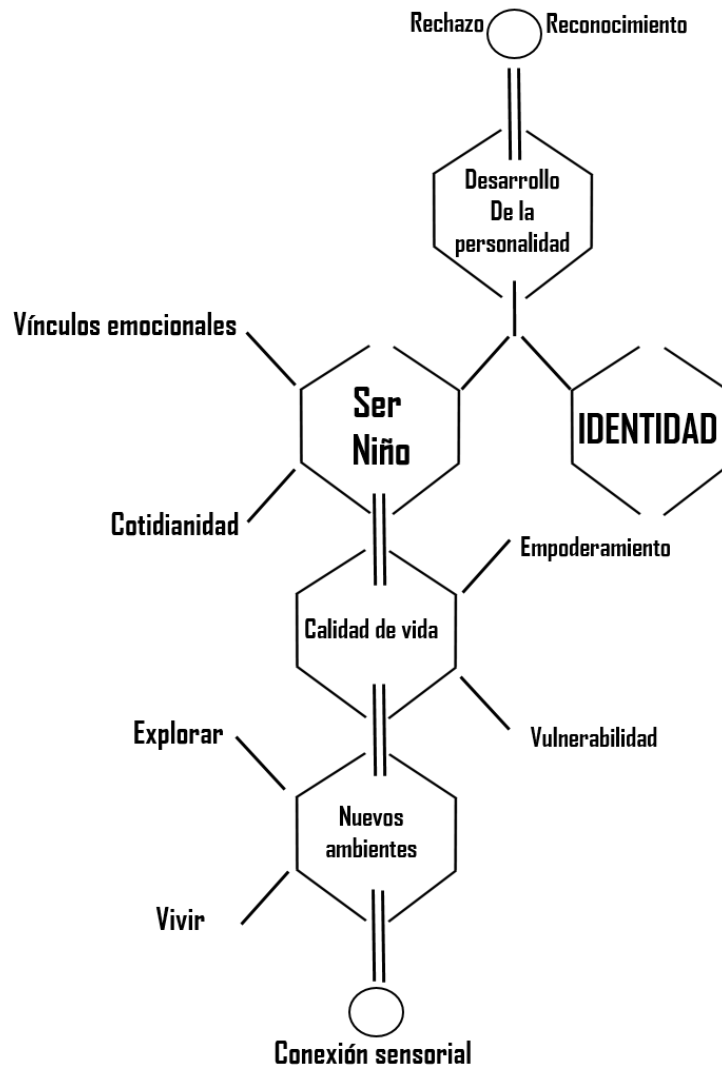 Rechazo
Reconocimiento
Desarrollo
De la
personalidad
Vínculos emocionales
Ser
Niño
IDENTIDAD
Cotidianidad
Empoderamiento
Calidad de vida
Explorar
Vulnerabilidad
Nuevos
ambientes
Vivir
Conexión sensorial